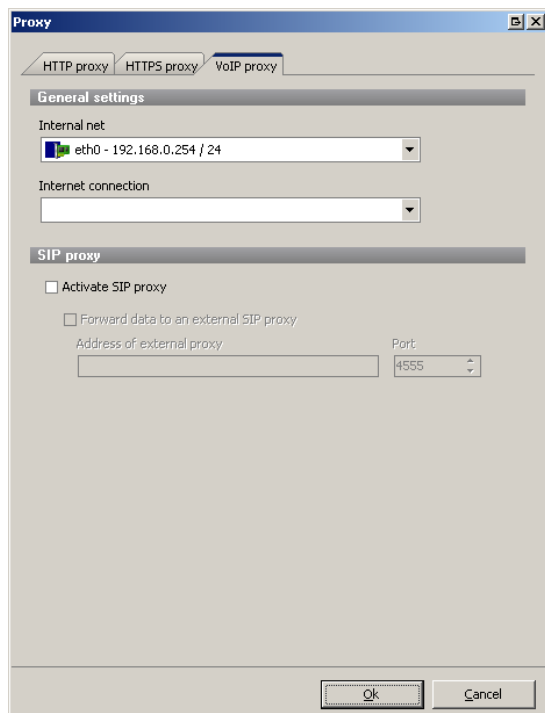 Proxy
HTTP proxy HTTPS proxy VoIP proxy
General settings
Internal net
eth0 - 192.168.0.254 / 24
Internet connection
SIP proxy
Activate SIP proxy
Forward data to an external SIP proxy
Address of external proxy Port
4555
Ok Cancel